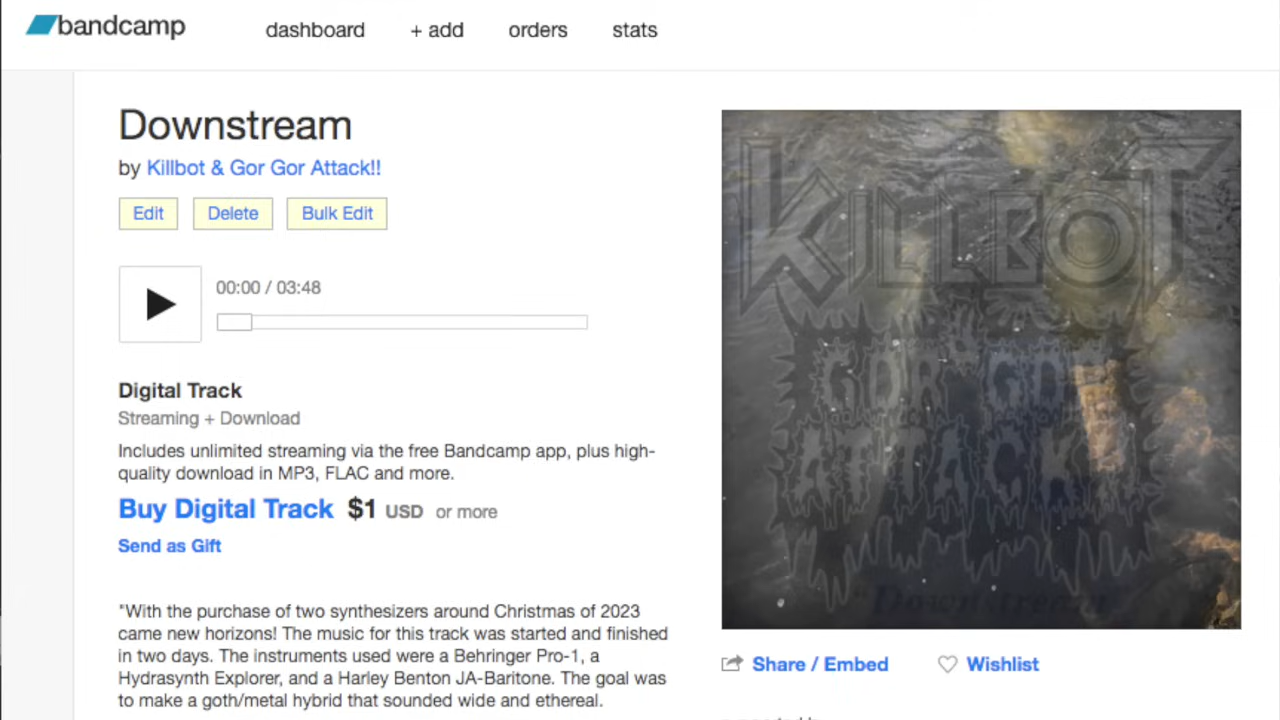 bandcamp
dashboard
+ add
orders
stats
Downstream
by Killbot & Gor Gor Attack!!
Edit
Delete
Bulk Edit
00:00 / 03:48
Digital Track
Streaming + Download
Includes unlimited streaming via the free Bandcamp app, plus high-
quality download in MP3, FLAC and more.
Buy Digital Track $1 USD or more
Send as Gift
"With the purchase of two synthesizers around Christmas of 2023
came new horizons! The music for this track was started and finished
in two days. The instruments used were a Behringer Pro-1, a
Hydrasynth Explorer, and a Harley Benton JA-Baritone. The goal was
to make a goth/metal hybrid that sounded wide and ethereal.
KILLBOT
GOR GOR
ATTACK!!
"Downstream"
Share / Embed
Wishlist